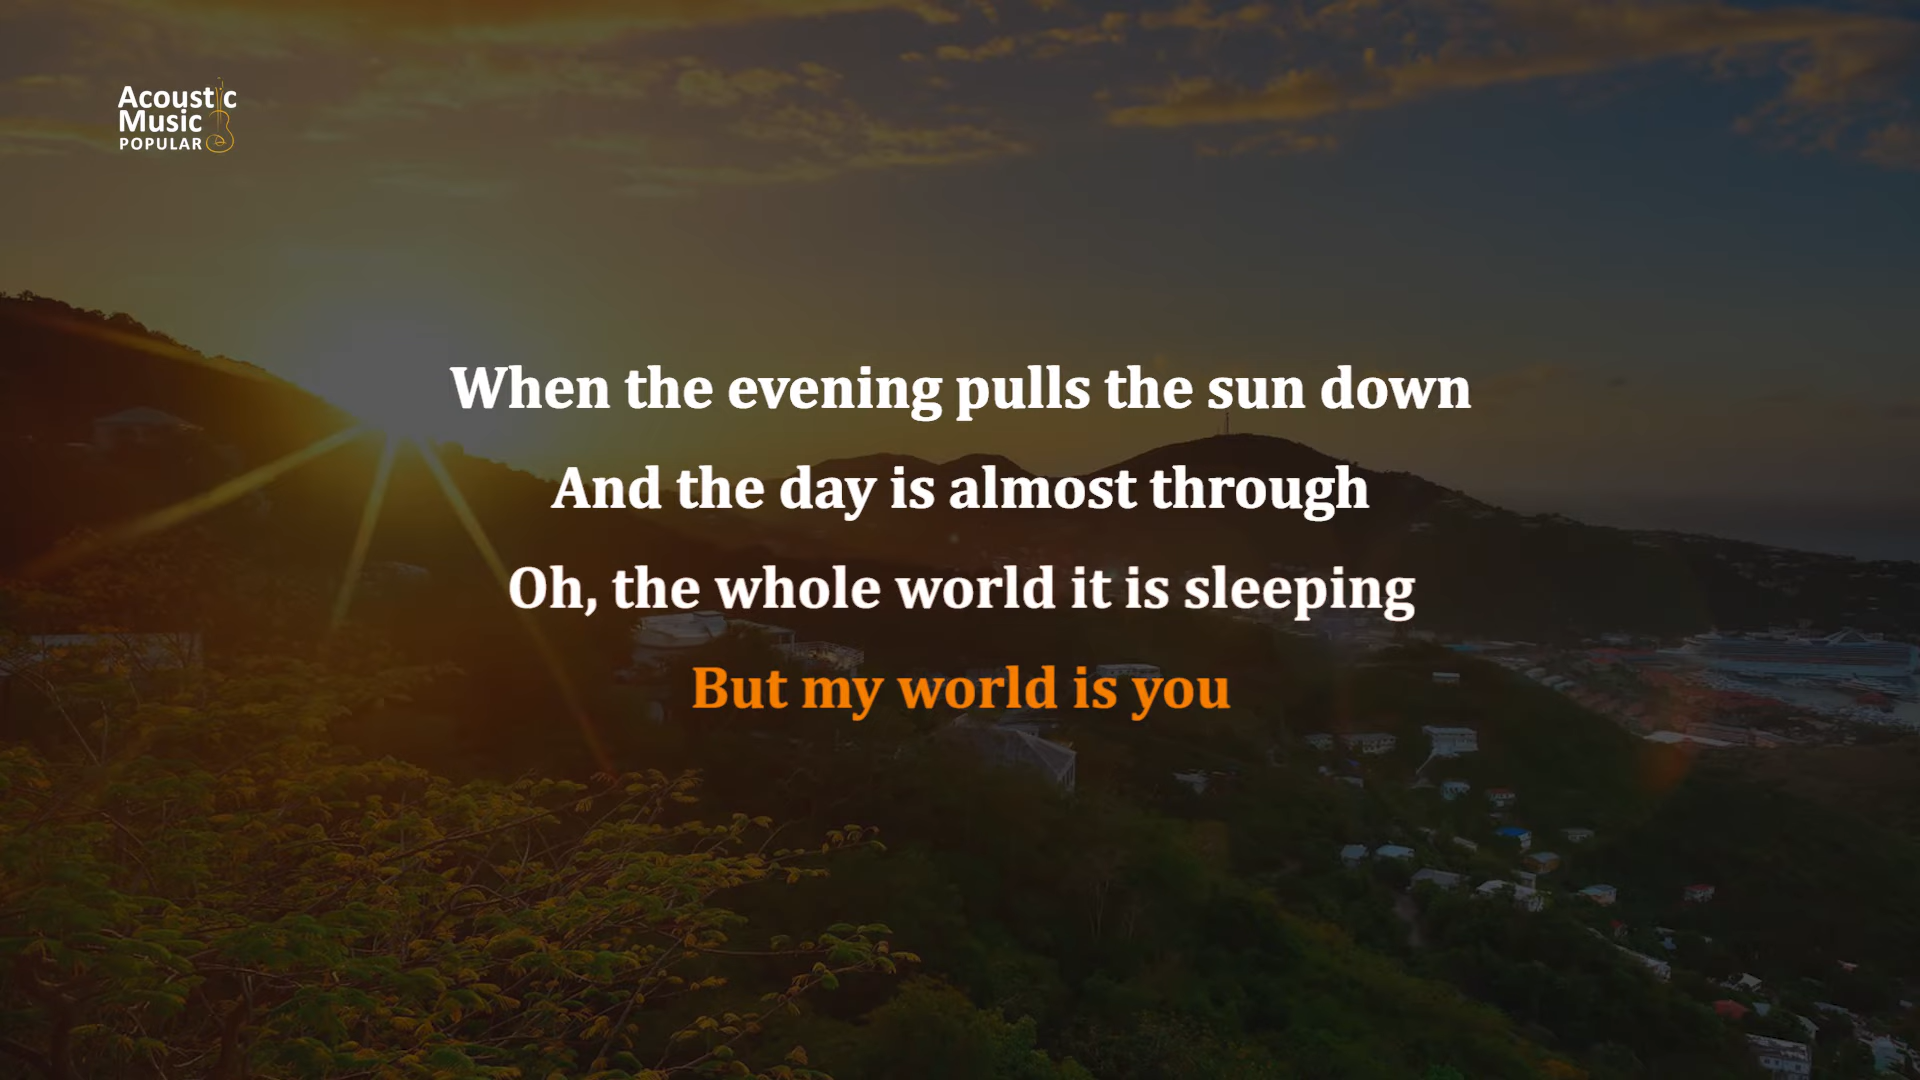 Acoustic
Music
POPULAR
When the evening pulls the sun down
And the day is almost through
Oh, the whole world it is sleeping
But my world is you